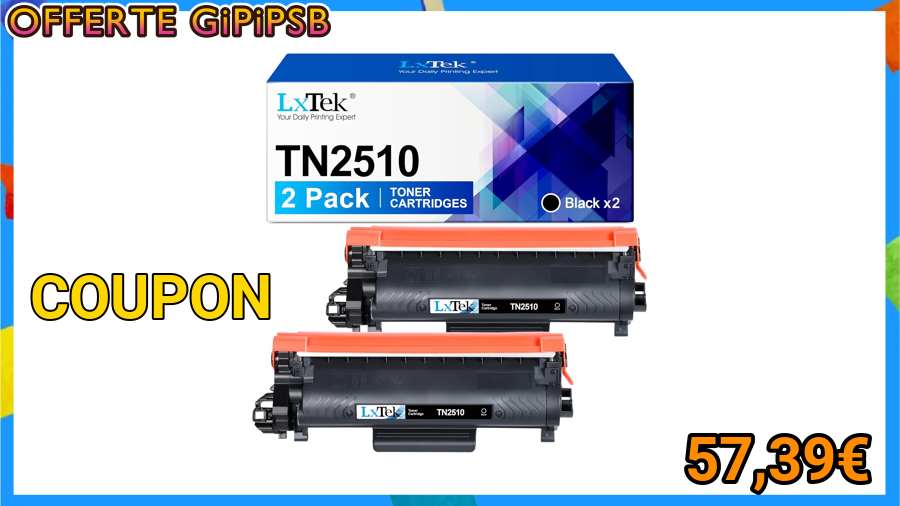 OFFERTE GiPiPSB
LxTek
Your Daily Printing Expert
LxTek®
Your Daily Printing Expert
TN2510
2 Pack
TONER
CARTRIDGES
Black x2
COUPON
LxTek
Toner
Cartridge
TN2510
LxTek
Toner
Cartridge
TN2510
57,39€